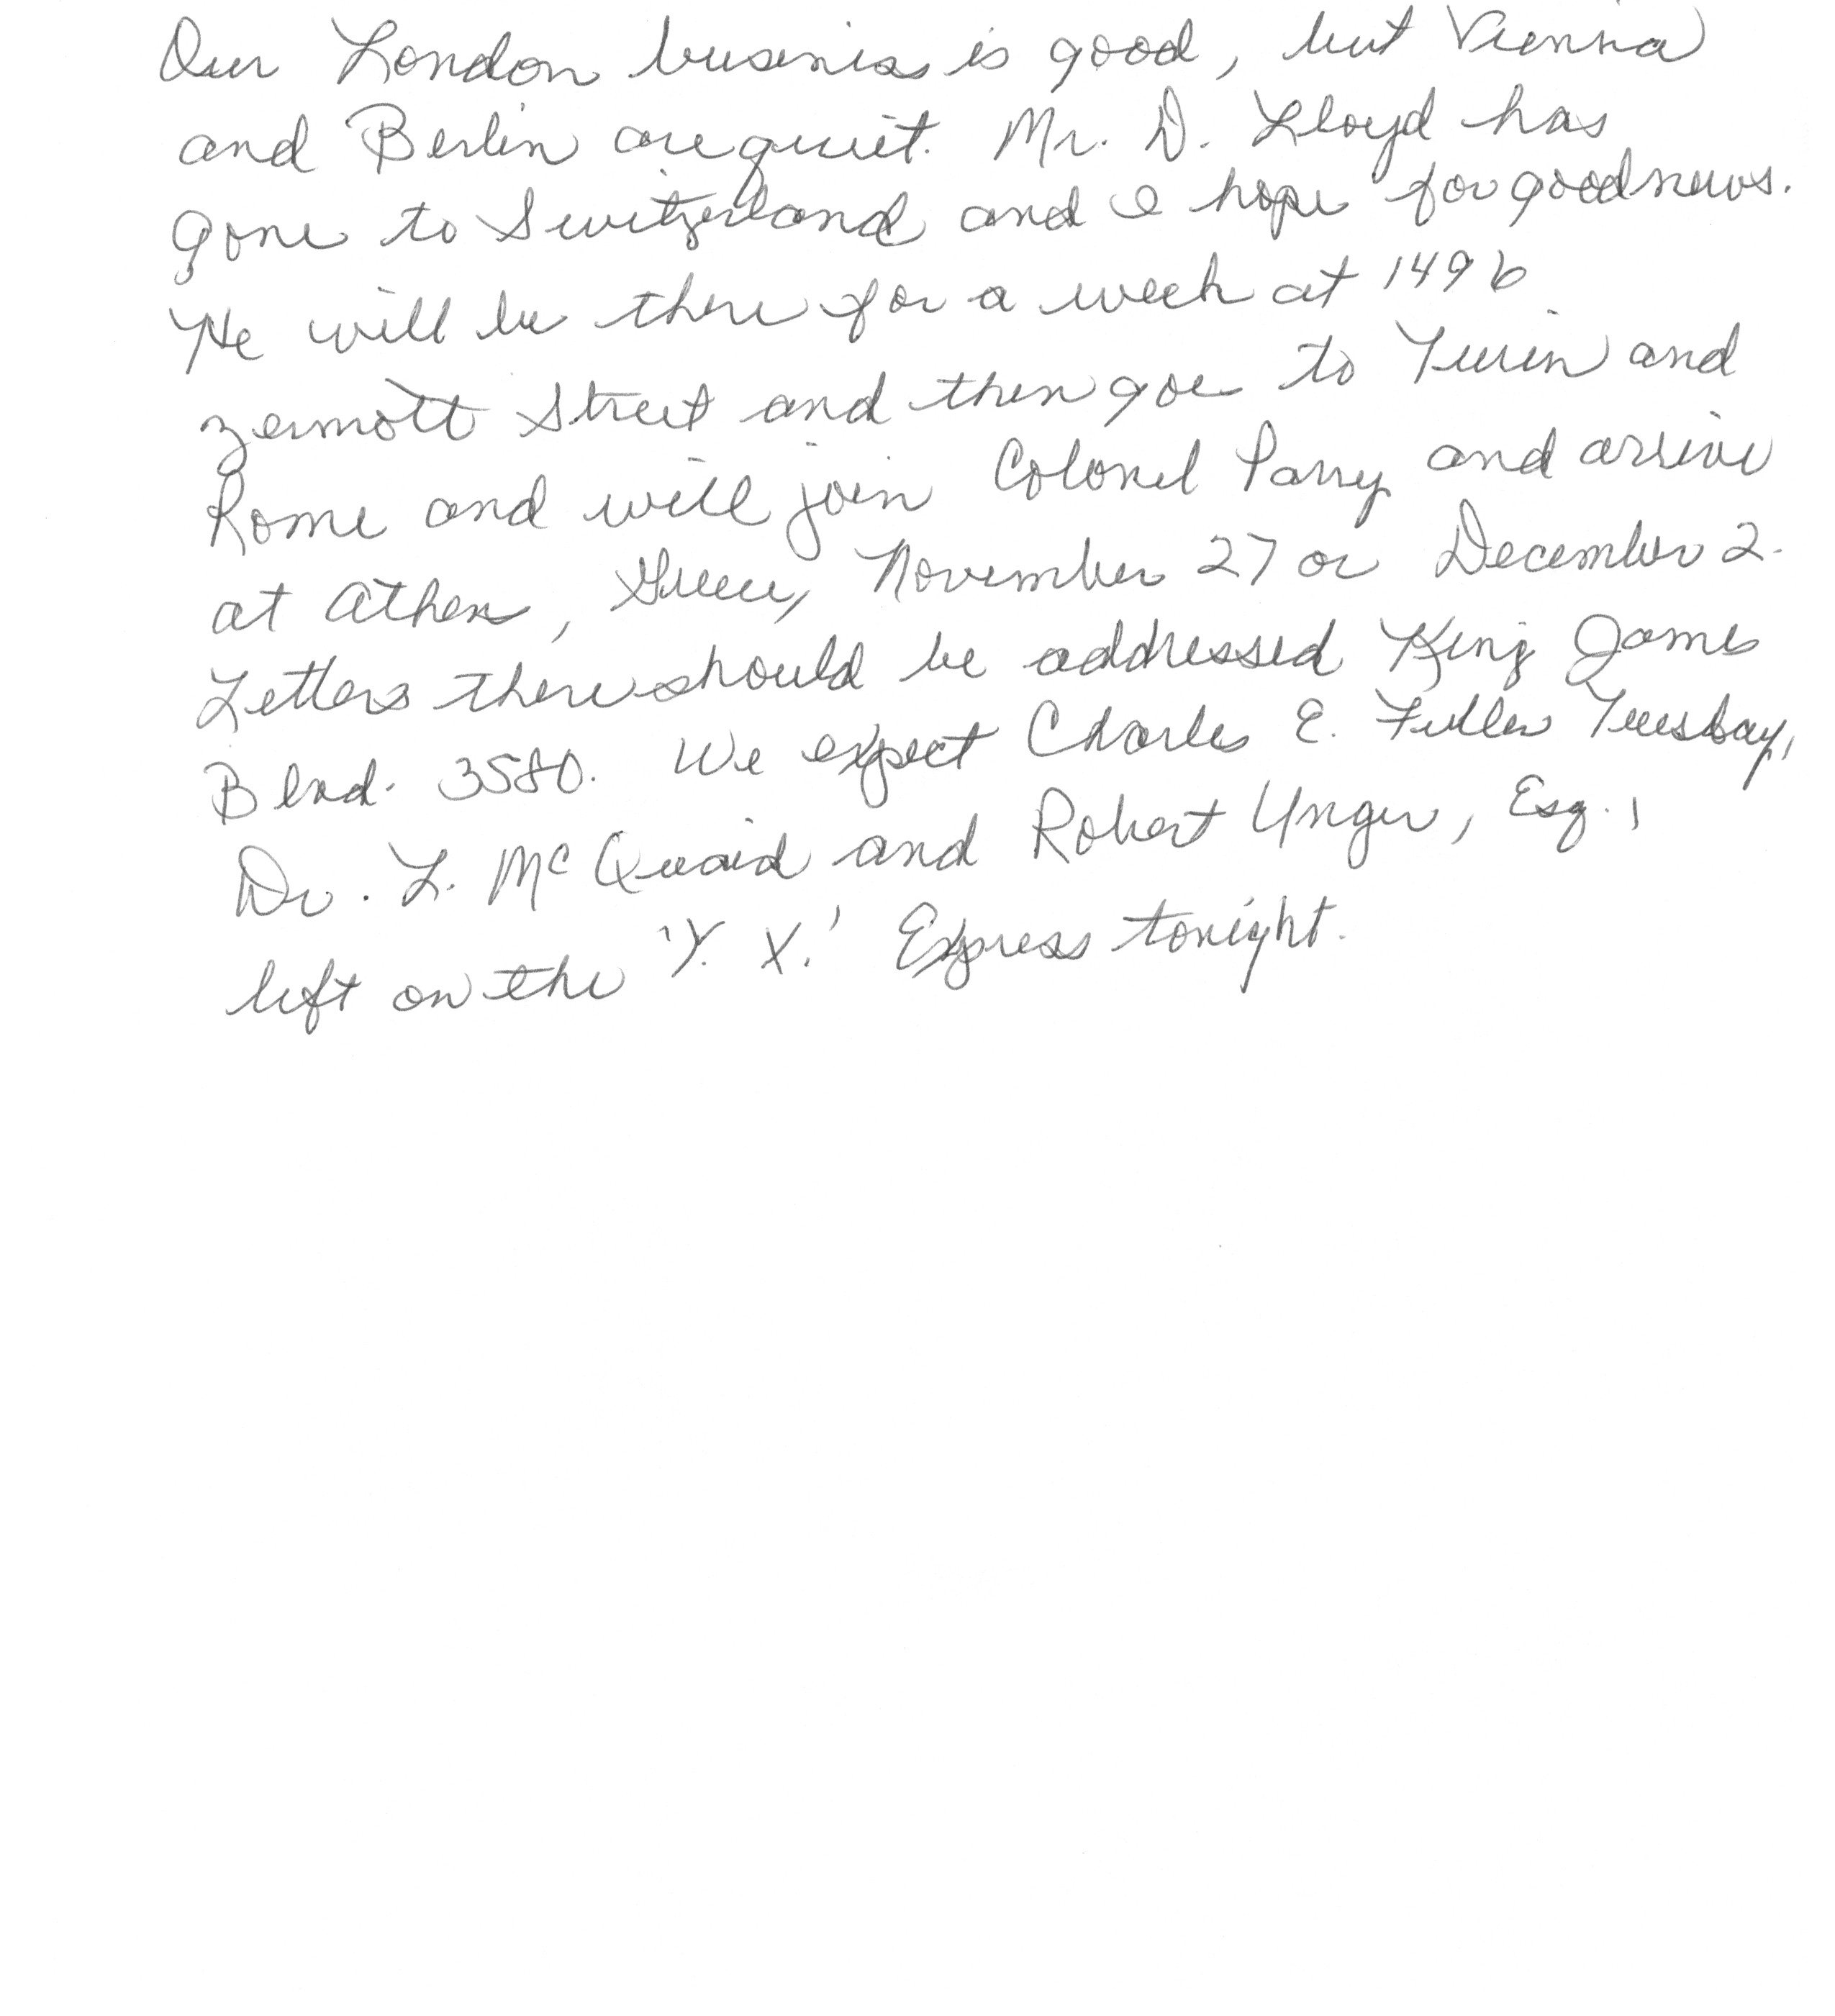 Our London business is good, but Vienna
and Berlin are quiet. Mr. D. Lloyd has
gone to Switzerland and I hope for good news.
He will be there for a week at 1496
Zermott Street and then goe to Turin and
Rome and will join Colonel Parry and arrive
at Athens, Greece, November 27 or December 2.
Letters there should be addressed King James
Blvd. 3580. We expect Charles E. Fuller Tuesday,
Dr. L. McQuaid and Robert Unger, Esq.,
left on the 'Y. X.' Express tonight.